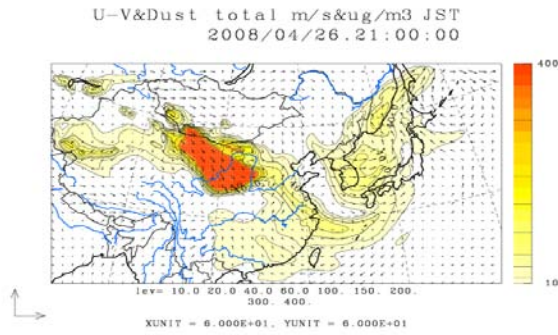 U-V&Dust total m/s&ug/m3 JST
2008/04/26.21:00:00
400
10
lev= 10.0 20.0 40.0 60.0 100. 150. 200.
300. 400.
XUNIT = 6.000E+01, YUNIT = 6.000E+01